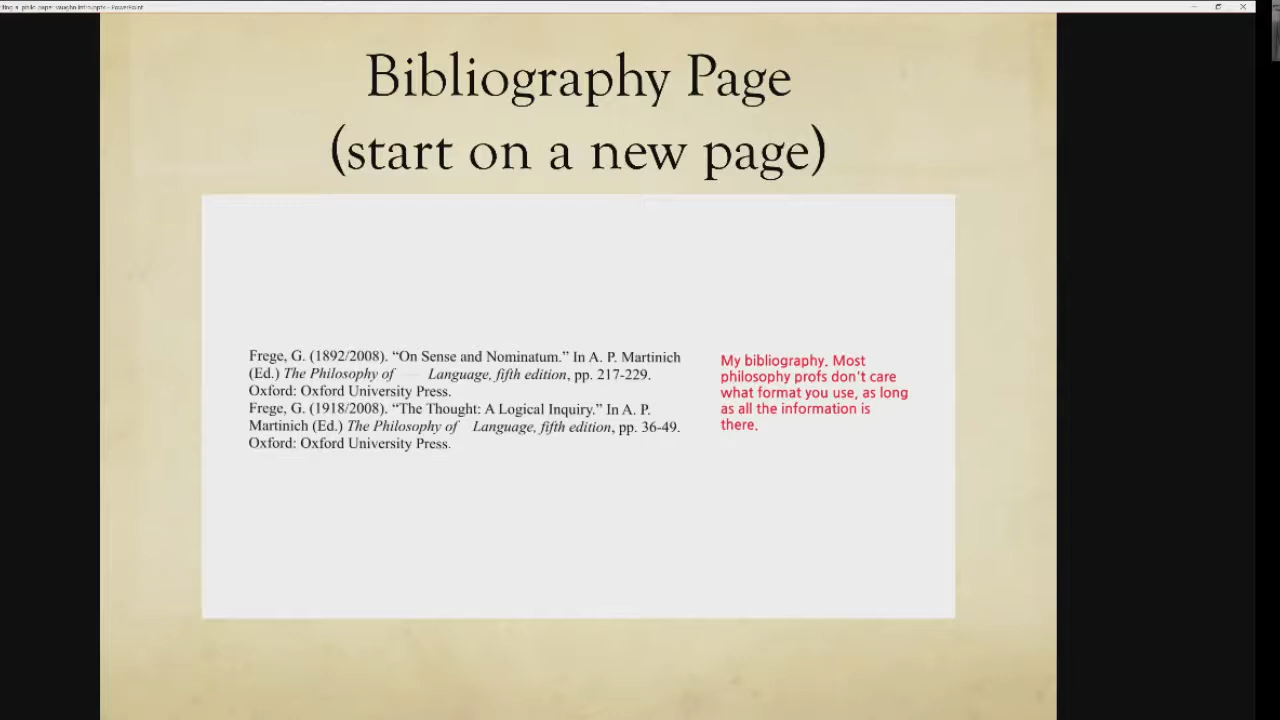 Bibliography Page
(start on a new page)
Frege, G. (1892/2008). “On Sense and Nominatum.” In A. P. Martinich
(Ed.) The Philosophy of Language, fifth edition, pp. 217-229.
Oxford: Oxford University Press.
Frege, G. (1918/2008). “The Thought: A Logical Inquiry.” In A. P.
Martinich (Ed.) The Philosophy of Language, fifth edition, pp. 36-49.
Oxford: Oxford University Press.
My bibliography. Most
philosophy profs don't care
what format you use, as long
as all the information is
there.